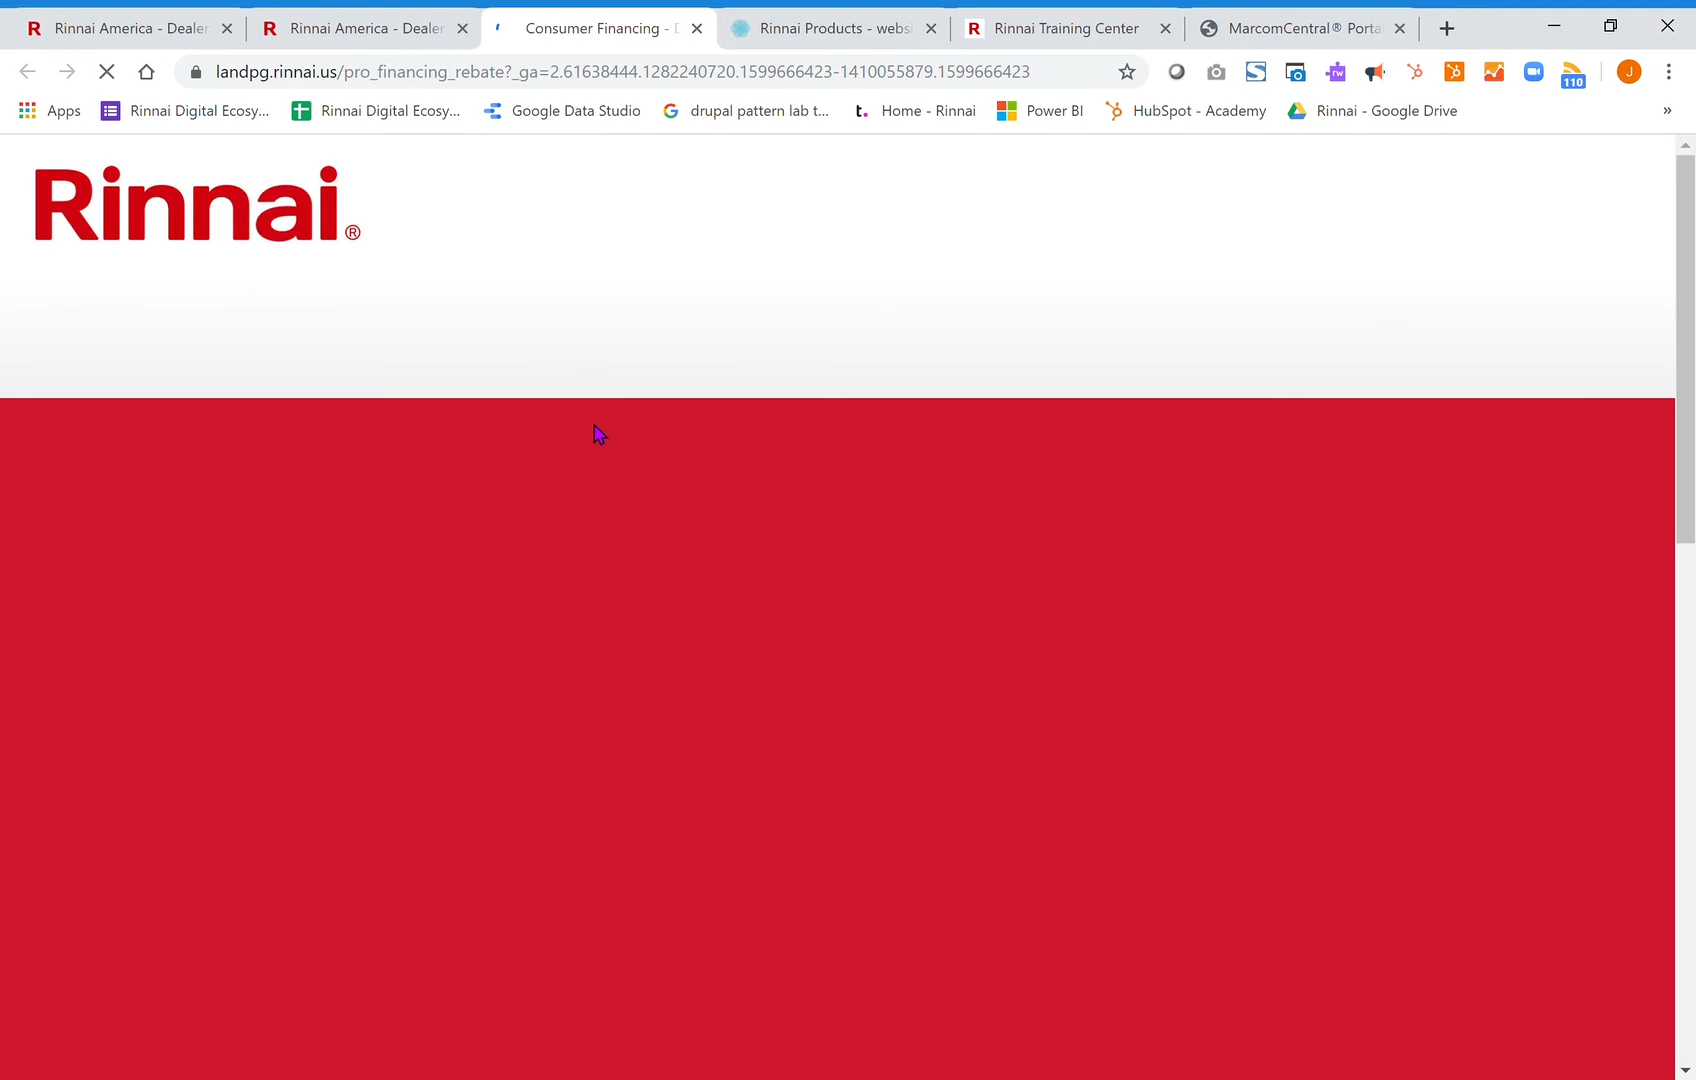 Rinnai America - Dealer
Rinnai America - Dealer
Consumer Financing -
Rinnai Products - websi
Rinnai Training Center
MarcomCentral® Porta
landpg.rinnai.us/pro_financing_rebate?_ga=2.61638444.1282240720.1599666423-1410055879.1599666423
110
J
Apps
Rinnai Digital Ecosy...
Rinnai Digital Ecosy...
Google Data Studio
drupal pattern lab t...
t. Home - Rinnai
Power BI
HubSpot - Academy
Rinnai - Google Drive
»
Rinnai®